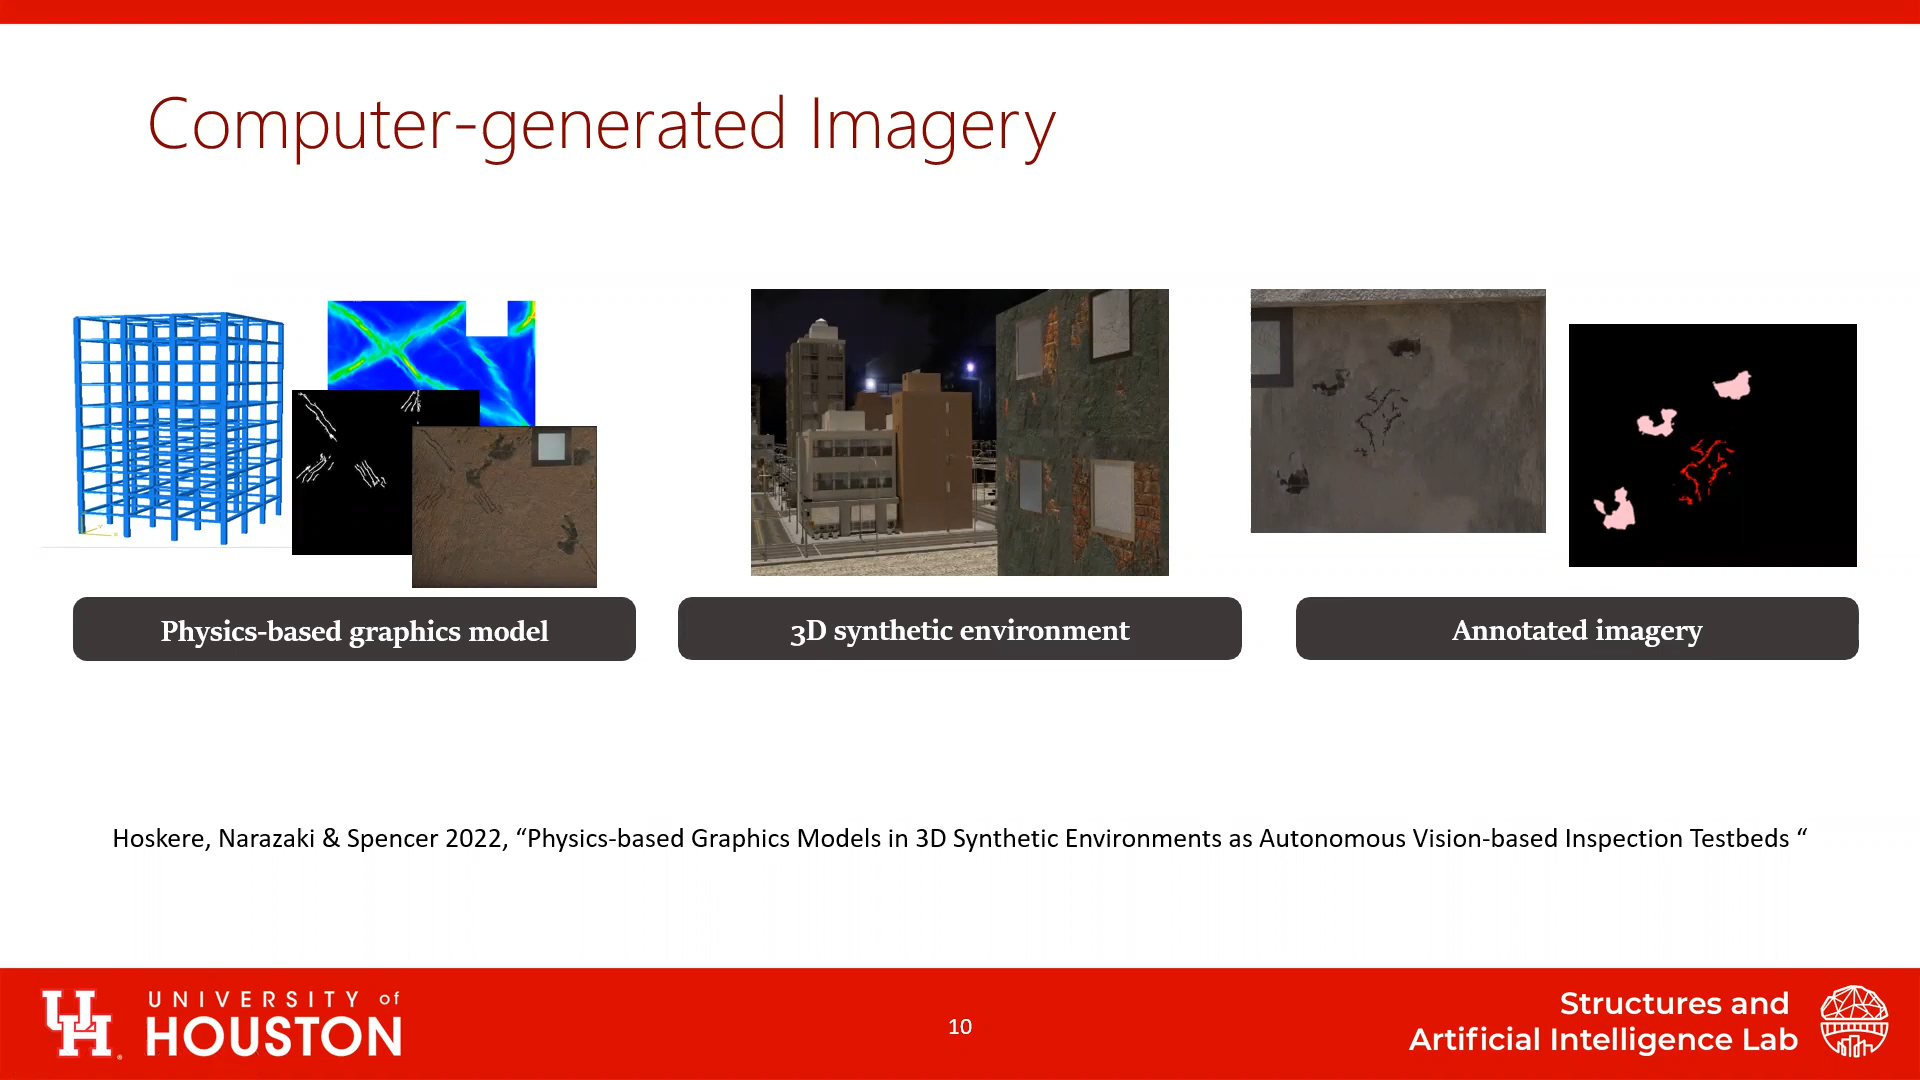 Computer-generated Imagery
Physics-based graphics model
3D synthetic environment
Annotated imagery
Hoskere, Narazaki & Spencer 2022, “Physics-based Graphics Models in 3D Synthetic Environments as Autonomous Vision-based Inspection Testbeds “
UNIVERSITY of
HOUSTON
10
Structures and
Artificial Intelligence Lab